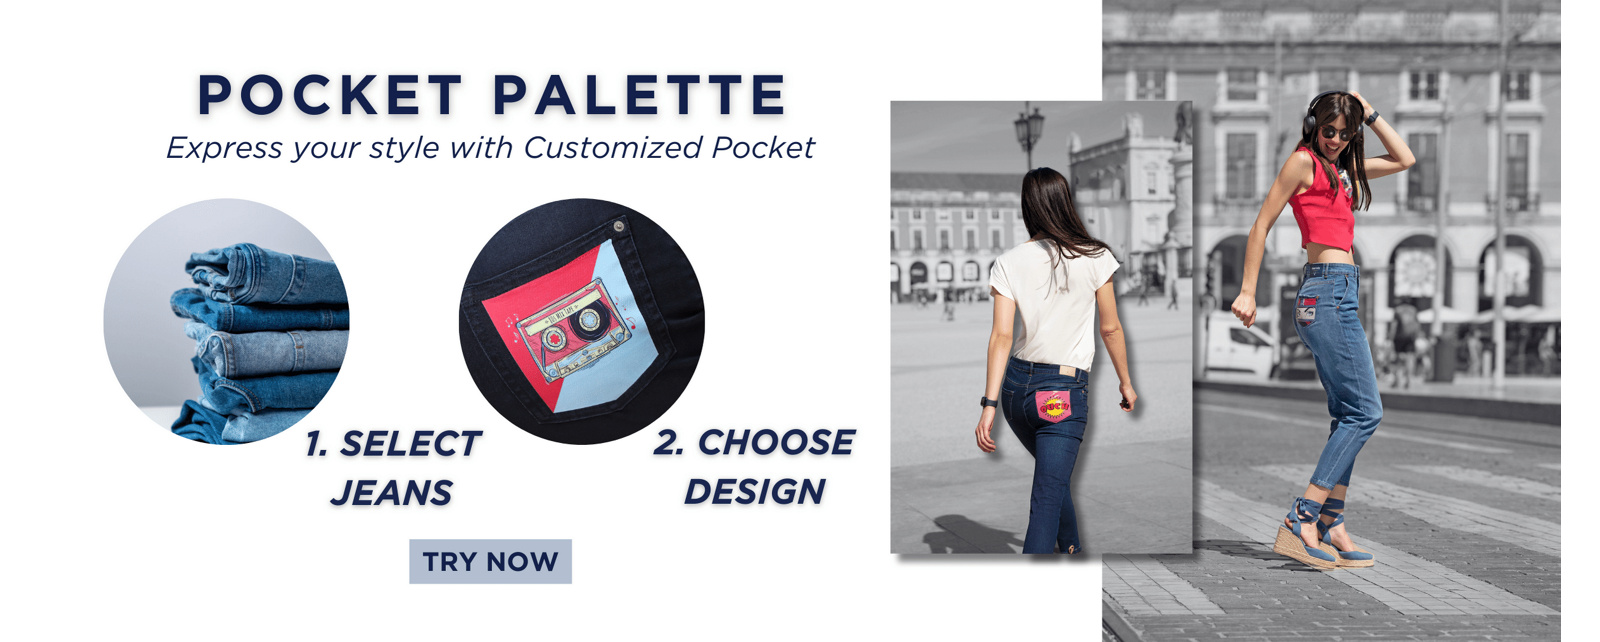 POCKET PALETTE
Express your style with Customized Pocket
1. SELECT
JEANS
2. CHOOSE
DESIGN
TRY NOW